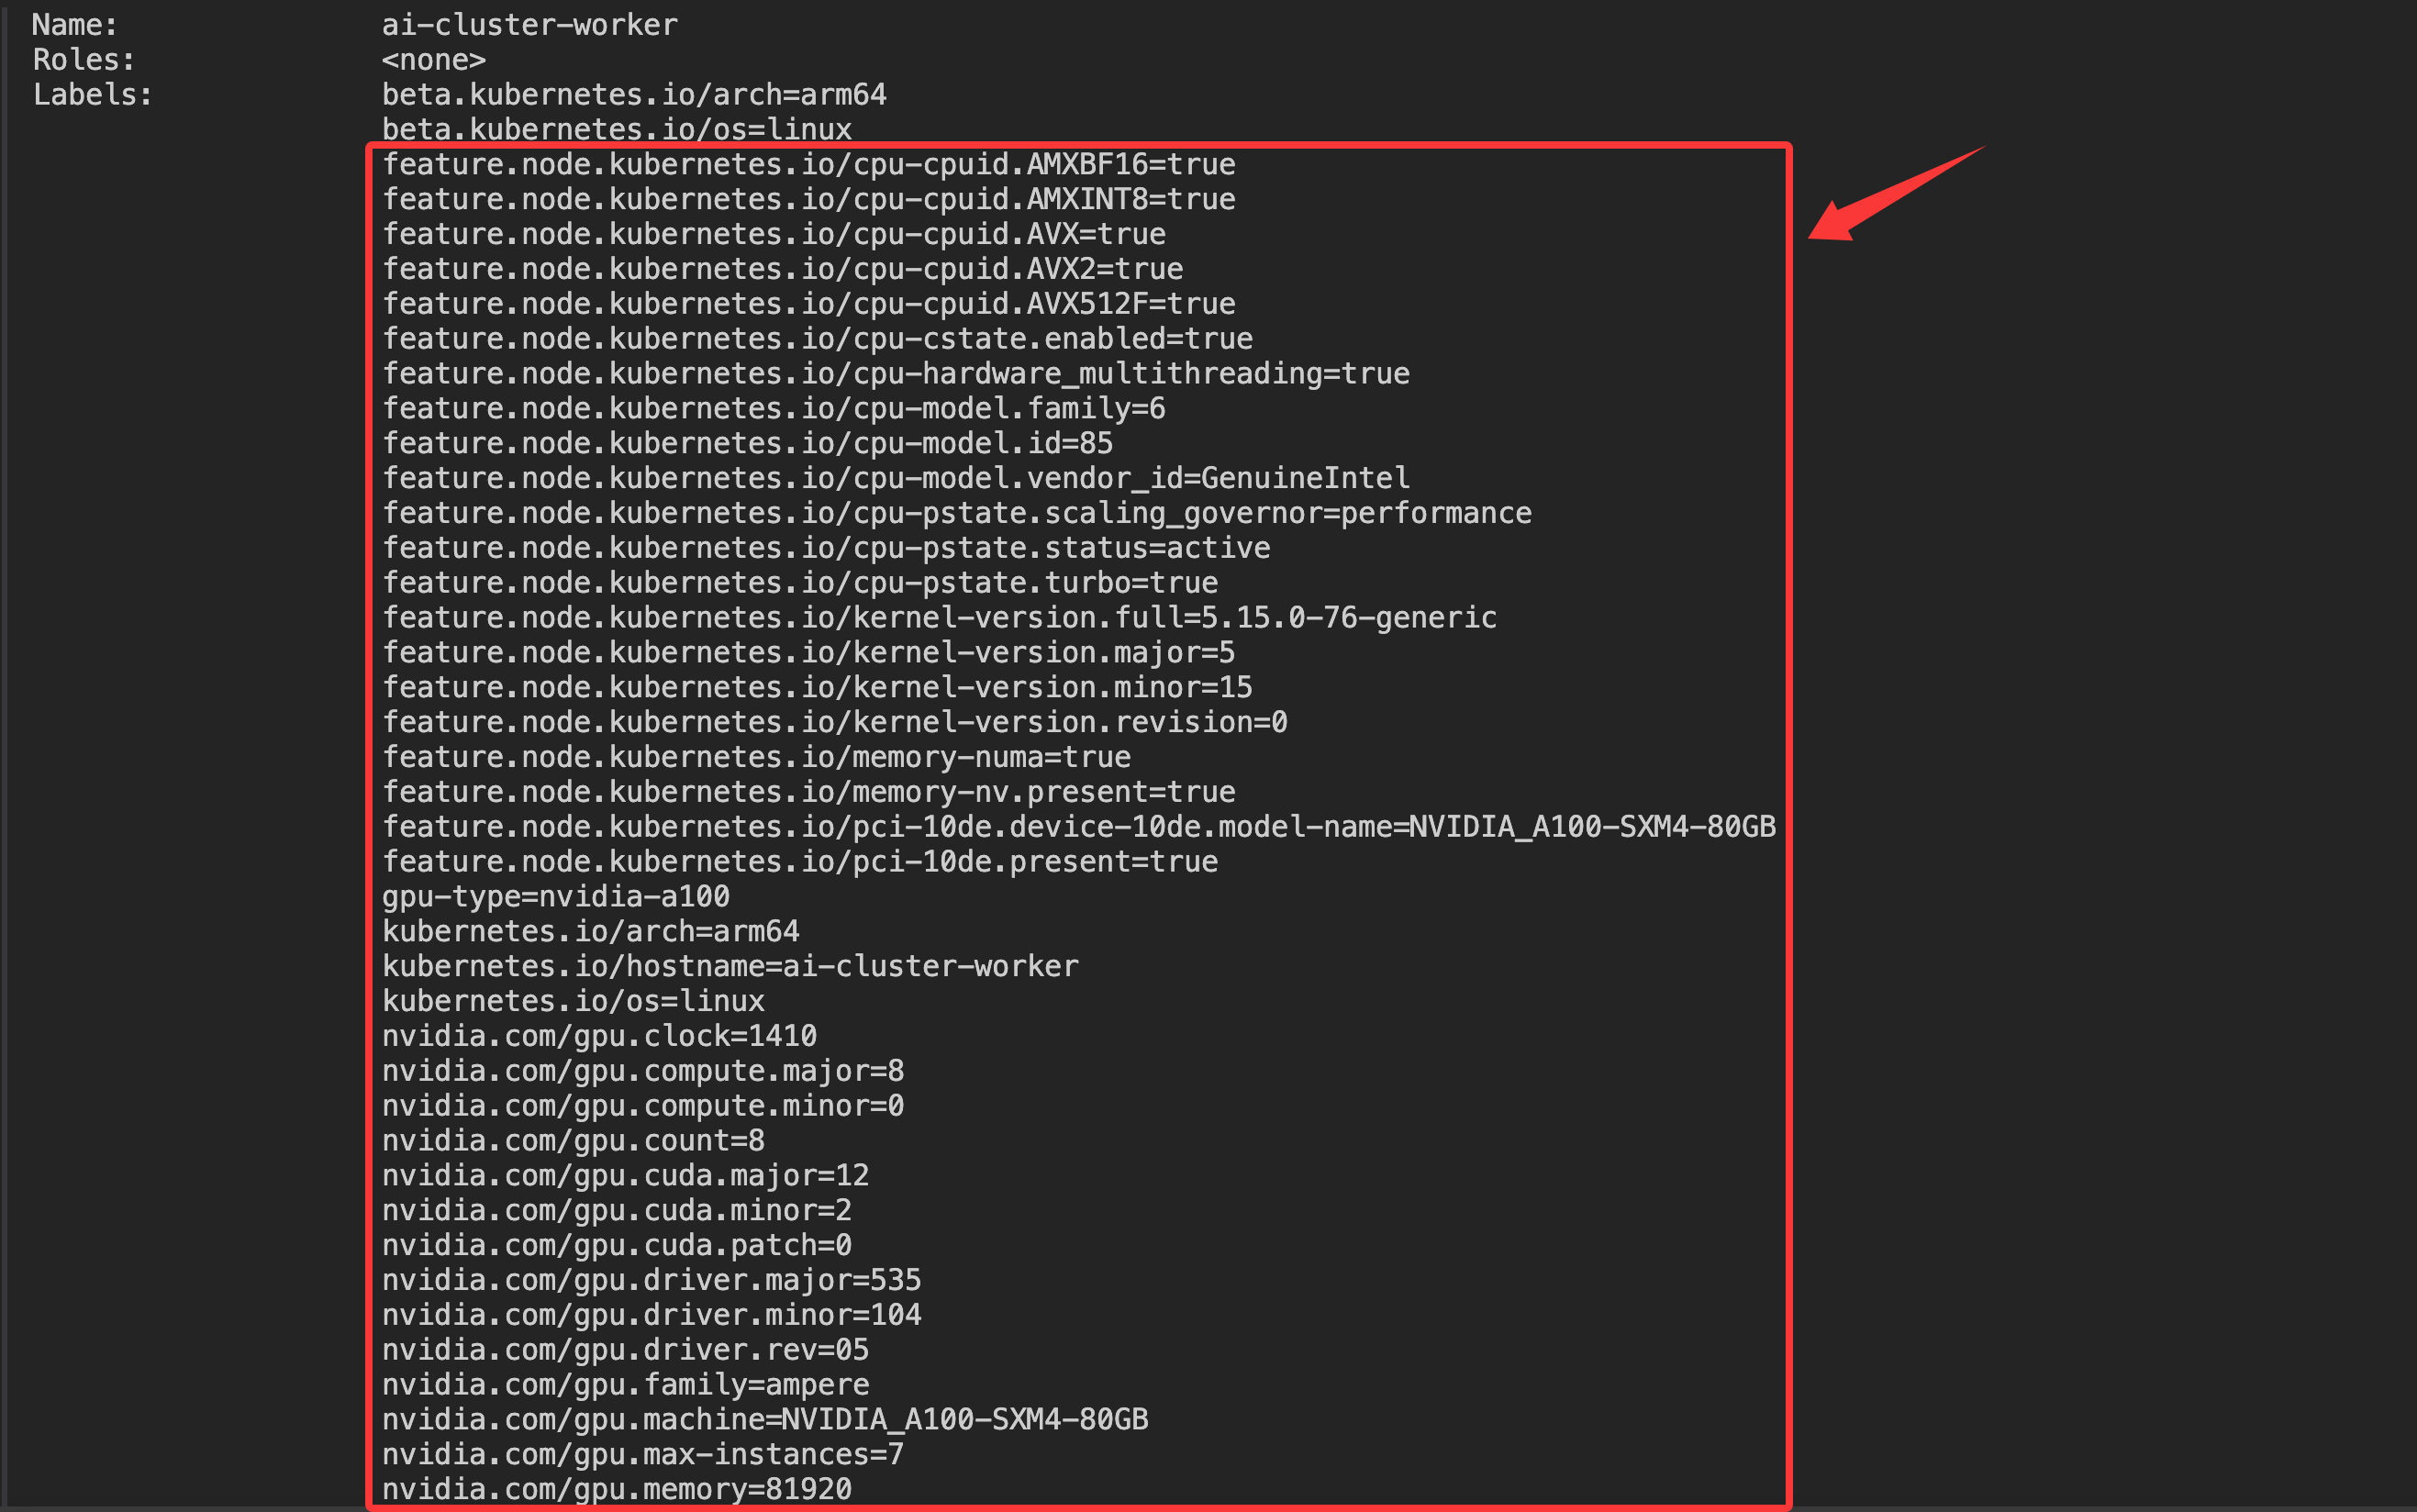 Name: ai-cluster-worker
Roles: <none>
Labels: beta.kubernetes.io/arch=arm64
beta.kubernetes.io/os=linux
feature.node.kubernetes.io/cpu-cpuid.AMXBF16=true
feature.node.kubernetes.io/cpu-cpuid.AMXINT8=true
feature.node.kubernetes.io/cpu-cpuid.AVX=true
feature.node.kubernetes.io/cpu-cpuid.AVX2=true
feature.node.kubernetes.io/cpu-cpuid.AVX512F=true
feature.node.kubernetes.io/cpu-cstate.enabled=true
feature.node.kubernetes.io/cpu-hardware_multithreading=true
feature.node.kubernetes.io/cpu-model.family=6
feature.node.kubernetes.io/cpu-model.id=85
feature.node.kubernetes.io/cpu-model.vendor_id=GenuineIntel
feature.node.kubernetes.io/cpu-pstate.scaling_governor=performance
feature.node.kubernetes.io/cpu-pstate.status=active
feature.node.kubernetes.io/cpu-pstate.turbo=true
feature.node.kubernetes.io/kernel-version.full=5.15.0-76-generic
feature.node.kubernetes.io/kernel-version.major=5
feature.node.kubernetes.io/kernel-version.minor=15
feature.node.kubernetes.io/kernel-version.revision=0
feature.node.kubernetes.io/memory-numa=true
feature.node.kubernetes.io/memory-nv.present=true
feature.node.kubernetes.io/pci-10de.device-10de.model-name=NVIDIA_A100-SXM4-80GB
feature.node.kubernetes.io/pci-10de.present=true
gpu-type=nvidia-a100
kubernetes.io/arch=arm64
kubernetes.io/hostname=ai-cluster-worker
kubernetes.io/os=linux
nvidia.com/gpu.clock=1410
nvidia.com/gpu.compute.major=8
nvidia.com/gpu.compute.minor=0
nvidia.com/gpu.count=8
nvidia.com/gpu.cuda.major=12
nvidia.com/gpu.cuda.minor=2
nvidia.com/gpu.cuda.patch=0
nvidia.com/gpu.driver.major=535
nvidia.com/gpu.driver.minor=104
nvidia.com/gpu.driver.rev=05
nvidia.com/gpu.family=ampere
nvidia.com/gpu.machine=NVIDIA_A100-SXM4-80GB
nvidia.com/gpu.max-instances=7
nvidia.com/gpu.memory=81920